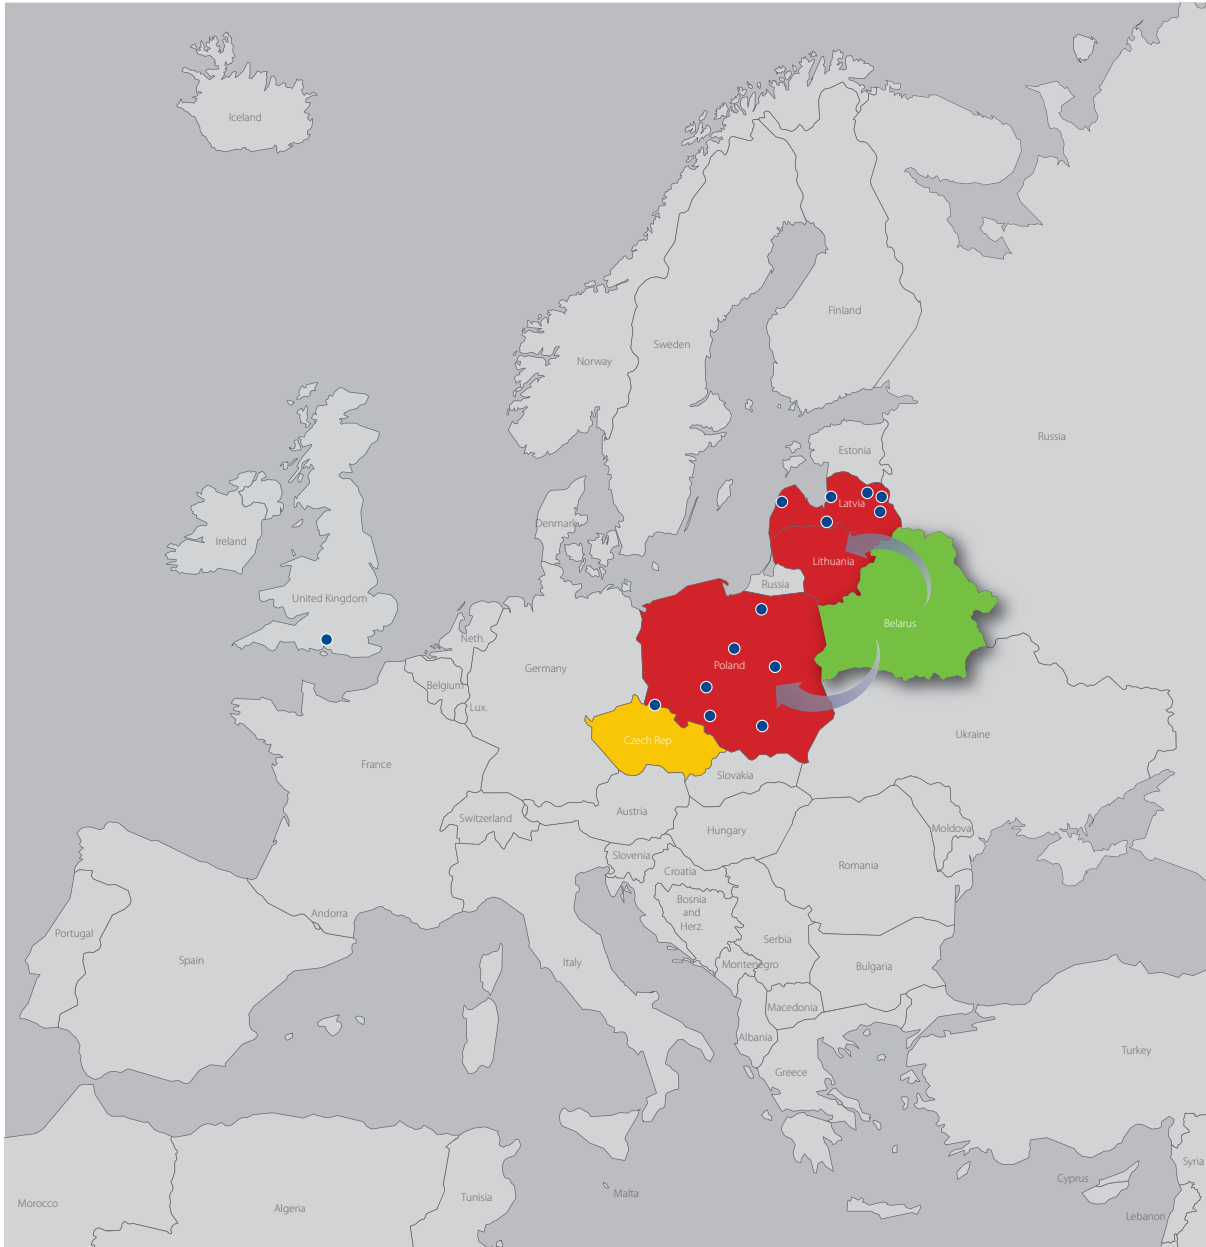 Iceland
Finland
Sweden
Norway
Russia
Estonia
Latvia
Denmark
Ireland
Lithuania
Russia
United Kingdom
Belarus
Neth.
Germany
Poland
Belgium
Lux.
Ukraine
Czech Rep
France
Slovakia
Austria
Switzerland
Hungary
Moldova
Slovenia
Romania
Croatia
Bosnia
and
Herz.
Andorra
Portugal
Serbia
Spain
Italy
Montenegro
Bulgaria
Macedonia
Albania
Turkey
Greece
Syria
Cyprus
Malta
Tunisia
Morocco
Algeria
Lebanon